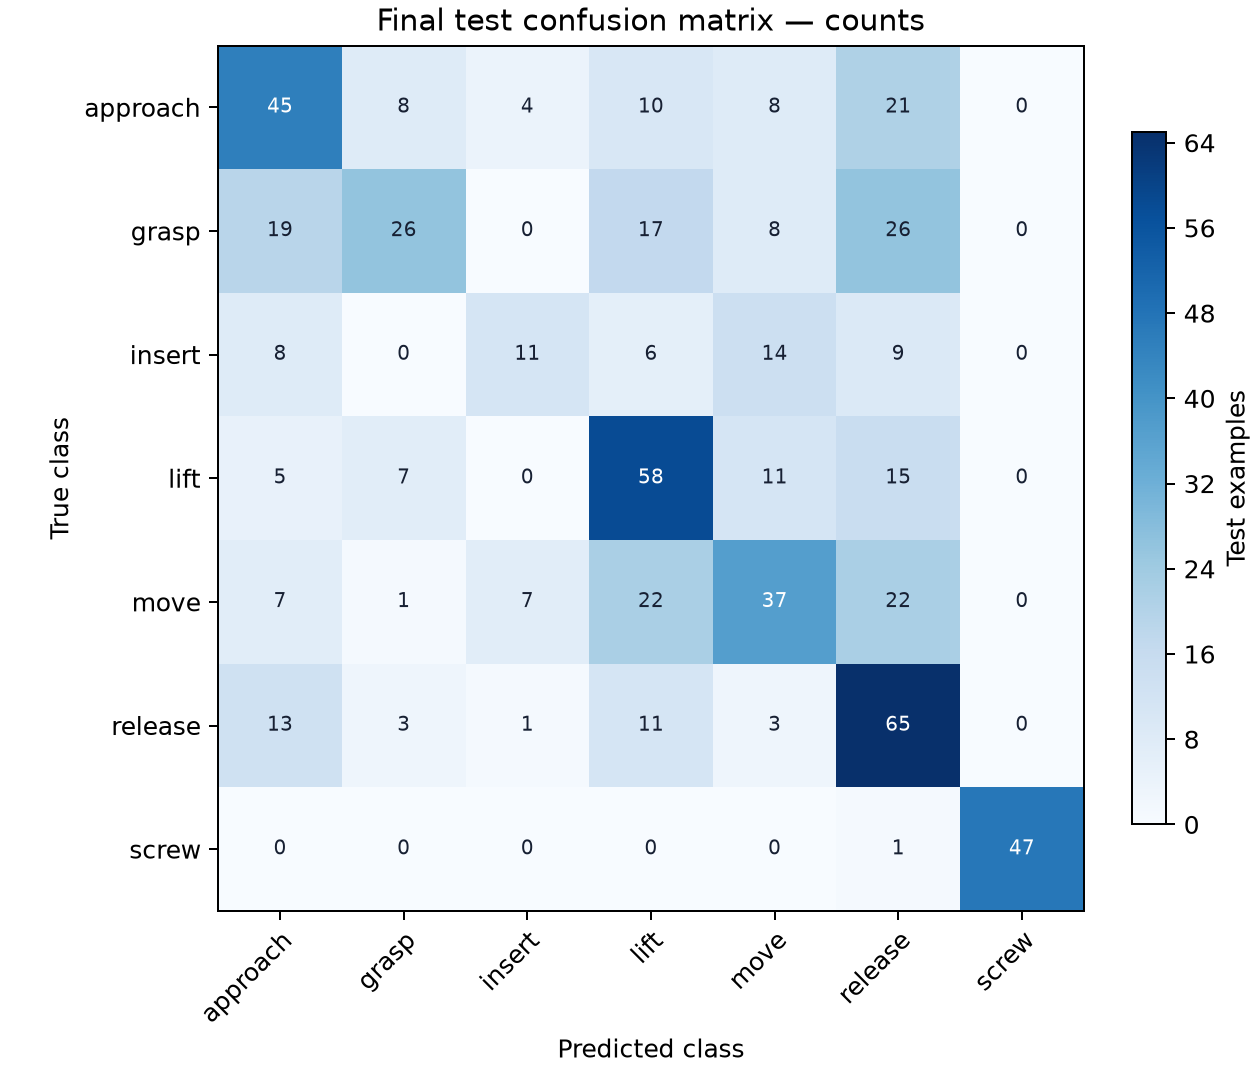 Final test confusion matrix — counts
approach 45 8 4 10 8 21 0
grasp 19 26 0 17 8 26 0
insert 8 0 11 6 14 9 0
lift 5 7 0 58 11 15 0
move 7 1 7 22 37 22 0
release 13 3 1 11 3 65 0
screw 0 0 0 0 0 1 47
approach grasp insert lift move release screw
Predicted class
True class
64
56
48
40
32
24
16
8
0
Test examples